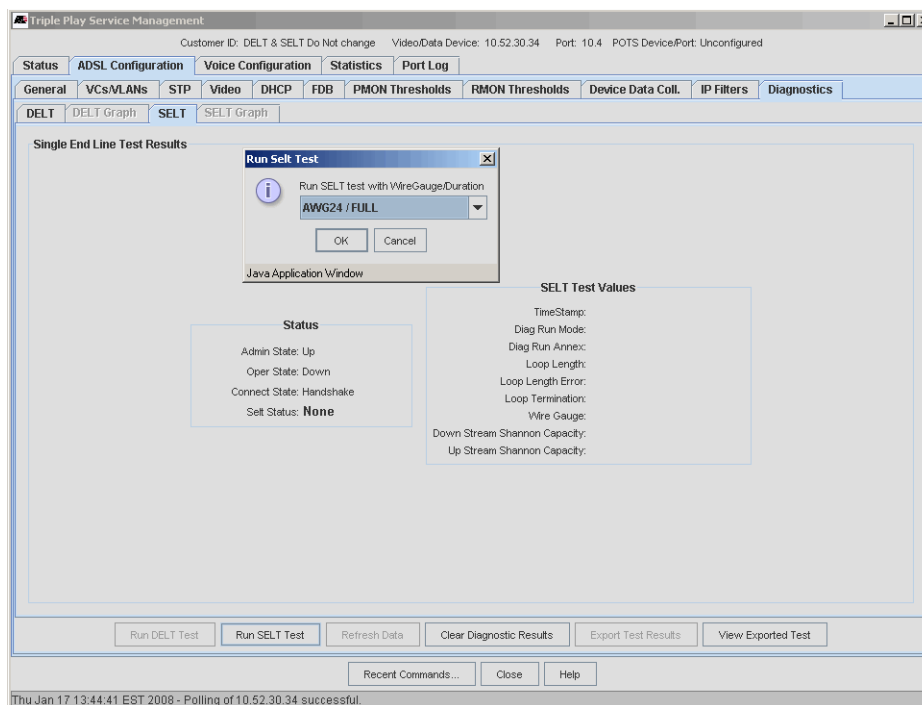 Triple Play Service Management
Customer ID: DELT & SELT Do Not change Video/Data Device: 10.52.30.34 Port: 10.4 POTS Device/Port: Unconfigured
Status ADSL Configuration Voice Configuration Statistics Port Log
General VCs/VLANs STP Video DHCP FDB PMON Thresholds RMON Thresholds Device Data Coll. IP Filters Diagnostics
DELT DELT Graph SELT SELT Graph
Single End Line Test Results
Run Selt Test
Run SELT test with WireGauge/Duration
AWG24 / FULL
OK Cancel
Java Application Window
Status
Admin State: Up
Oper State: Down
Connect State: Handshake
Selt Status: None
SELT Test Values
TimeStamp:
Diag Run Mode:
Diag Run Annex:
Loop Length:
Loop Length Error:
Loop Termination:
Wire Gauge:
Down Stream Shannon Capacity:
Up Stream Shannon Capacity:
Run DELT Test Run SELT Test Refresh Data Clear Diagnostic Results Export Test Results View Exported Test
Recent Commands... Close Help
Thu Jan 17 13:44:41 EST 2008 - Polling of 10.52.30.34 successful.